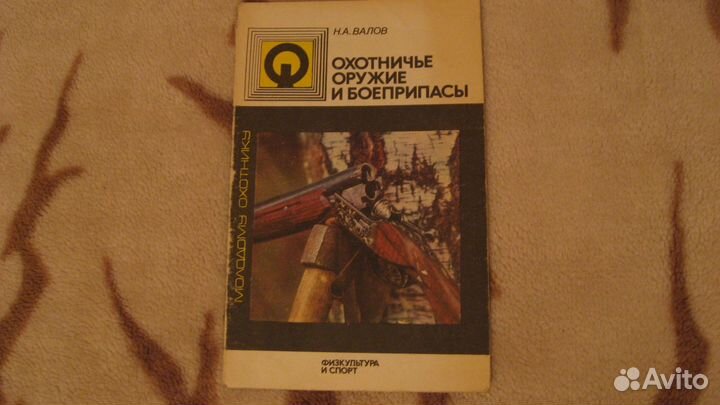 Н.А. ВАЛОВ
ОХОТНИЧЬЕ
ОРУЖИЕ
И БОЕПРИПАСЫ
МОЛОДОМУ ОХОТНИКУ
ФИЗКУЛЬТУРА
И СПОРТ
Avito